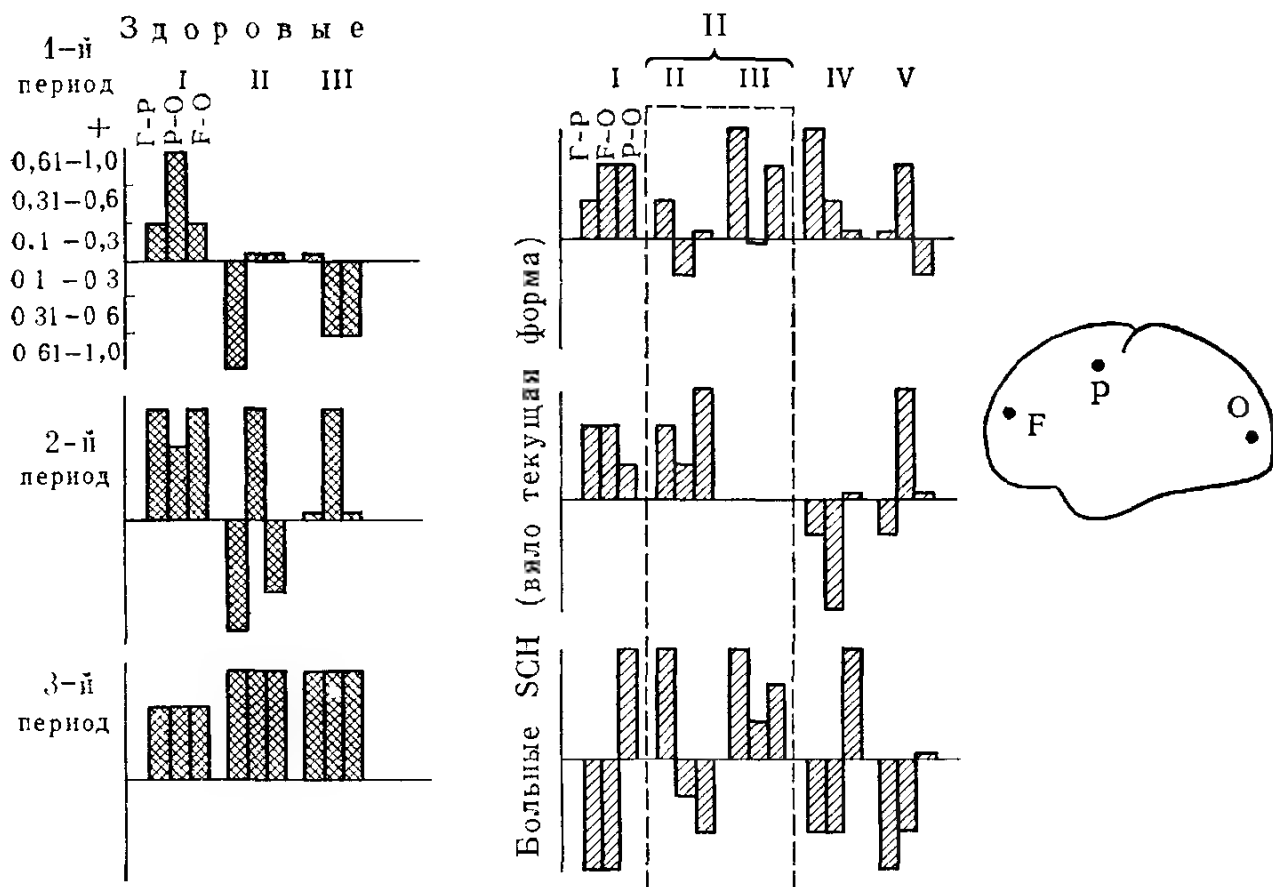 Здоровые
1-й
период
I II III
Г-Р
Р-О
F-O
+
0,61-1,0
0,31-0,6
0.1 -0,3
0 1 -0 3
0 31-0 6
0 61-1,0
2-й
период
3-й
период
II
I II III IV V
Г-Р
F-O
P-O
Больные SCH (вяло текущая форма)
F
P
O